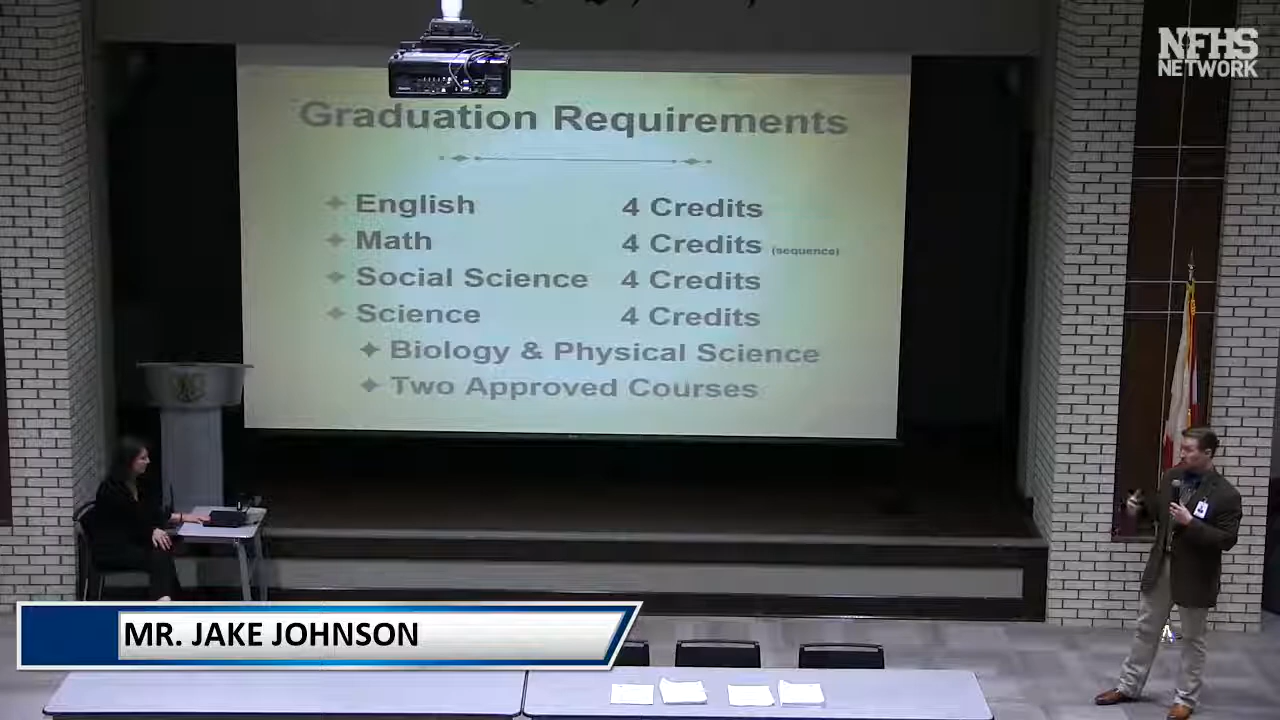 NFHS
NETWORK
Graduation Requirements
English 4 Credits
Math 4 Credits (sequence)
Social Science 4 Credits
Science 4 Credits
Biology & Physical Science
Two Approved Courses
MR. JAKE JOHNSON